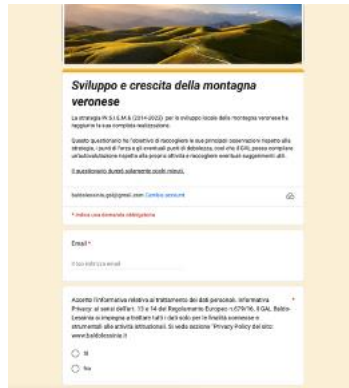 Sviluppo e crescita della montagna
veronese
La strategia PI.S.I.E.M.S (2014-2022) per lo sviluppo locale della montagna veronese ha
raggiunto la sua completa realizzazione.
Questo questionario ha l'obiettivo di raccogliere le sue principali osservazioni rispetto alla
strategia, i punti di forza e gli eventuali punti di debolezza, così che il GAL possa compilare
un'autovalutazione rispetto alla propria attività e raccogliere eventuali suggerimenti utili.
Il questionario durerà solamente pochi minuti.
baldolessinia.gal@gmail.com Cambia account
* Indica una domanda obbligatoria
Email *
Il tuo indirizzo email
Accetto l'informativa relativa al trattamento dei dati personali. Informativa *
Privacy: ai sensi dell'art. 13 e 14 del Regolamento Europeo n.679/16, il GAL Baldo-
Lessinia si impegna a trattare tutti i dati solo per le finalità connesse e
strumentali alle attività istituzionali. Si veda sezione "Privacy Policy del sito:
www.baldolessinia.it
Sì
No